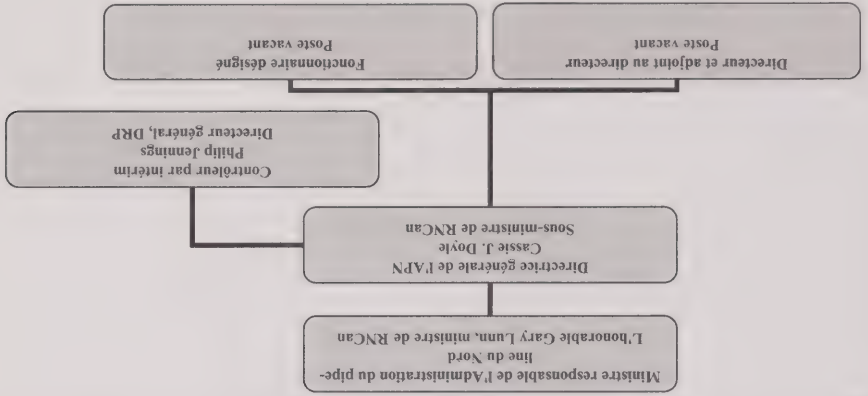 Ministre responsable de l'Administration du pipe-
line du Nord
L'honorable Gary Lunn, ministre de RNCan
Directrice générale de l'APN
Cassie J. Doyle
Sous-ministre de RNCan
Contrôleur par intérim
Philip Jennings
Directeur général, DRP
Directeur et adjoint au directeur
Poste vacant
Fonctionnaire désigné
Poste vacant